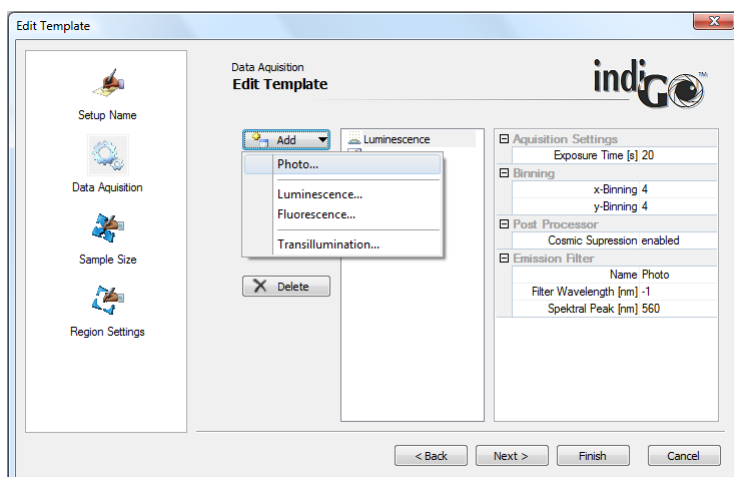 Edit Template
Setup Name
Data Aquisition
Sample Size
Region Settings
Data Aquisition
Edit Template
indiGo™
Add
Photo...
Luminescence...
Fluorescence...
Transillumination...
Delete
Luminescence
Aquisition Settings
Exposure Time [s] 20
Binning
x-Binning 4
y-Binning 4
Post Processor
Cosmic Supression enabled
Emission Filter
Name Photo
Filter Wavelength [nm] -1
Spektral Peak [nm] 560
< Back
Next >
Finish
Cancel